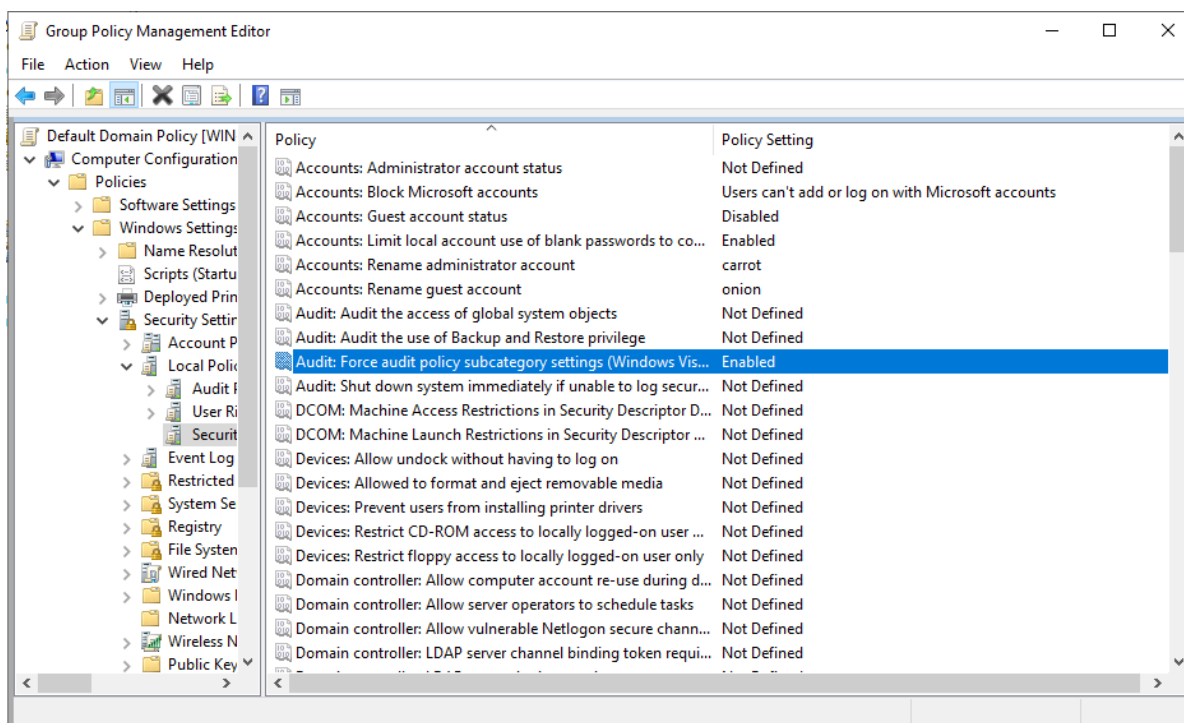 Group Policy Management Editor
File Action View Help
Default Domain Policy [WIN
Computer Configuration
Policies
Software Settings
Windows Settings
Name Resolut
Scripts (Startu
Deployed Prin
Security Settin
Account P
Local Polic
Audit P
User Ri
Securit
Event Log
Restricted
System Se
Registry
File System
Wired Net
Windows
Network L
Wireless N
Public Key
Policy Policy Setting
Accounts: Administrator account status Not Defined
Accounts: Block Microsoft accounts Users can't add or log on with Microsoft accounts
Accounts: Guest account status Disabled
Accounts: Limit local account use of blank passwords to co... Enabled
Accounts: Rename administrator account carrot
Accounts: Rename guest account onion
Audit: Audit the access of global system objects Not Defined
Audit: Audit the use of Backup and Restore privilege Not Defined
Audit: Force audit policy subcategory settings (Windows Vis... Enabled
Audit: Shut down system immediately if unable to log secur... Not Defined
DCOM: Machine Access Restrictions in Security Descriptor D... Not Defined
DCOM: Machine Launch Restrictions in Security Descriptor ... Not Defined
Devices: Allow undock without having to log on Not Defined
Devices: Allowed to format and eject removable media Not Defined
Devices: Prevent users from installing printer drivers Not Defined
Devices: Restrict CD-ROM access to locally logged-on user ... Not Defined
Devices: Restrict floppy access to locally logged-on user only Not Defined
Domain controller: Allow computer account re-use during d... Not Defined
Domain controller: Allow server operators to schedule tasks Not Defined
Domain controller: Allow vulnerable Netlogon secure chann... Not Defined
Domain controller: LDAP server channel binding token requi... Not Defined